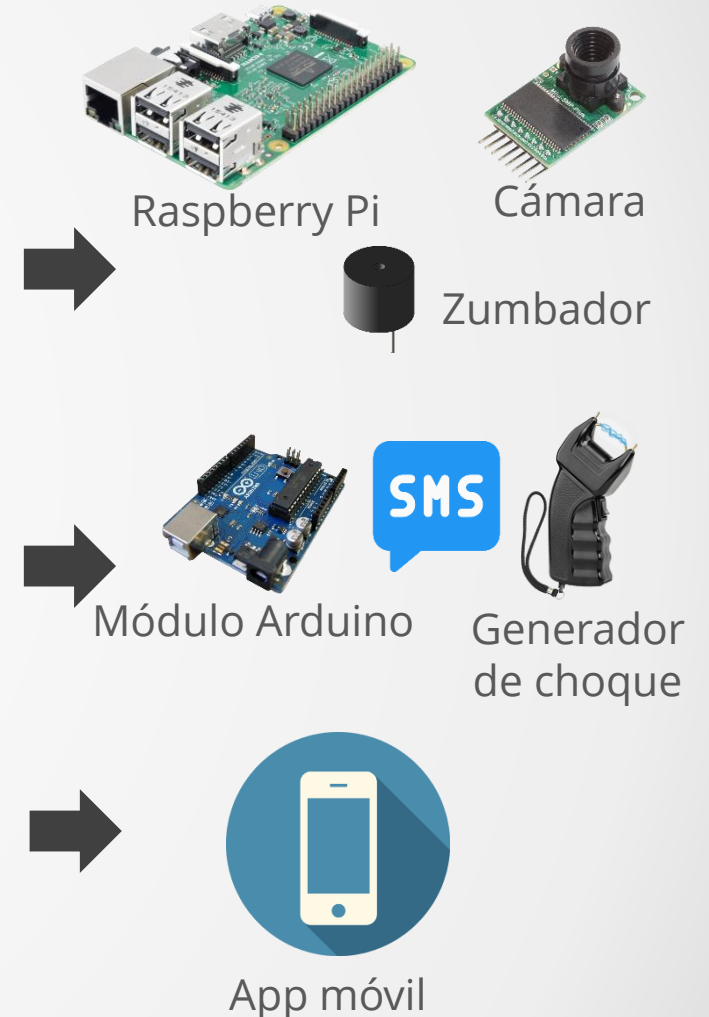 Raspberry Pi
Cámara
Zumbador
SMS
Módulo Arduino
Generador
de choque
App móvil